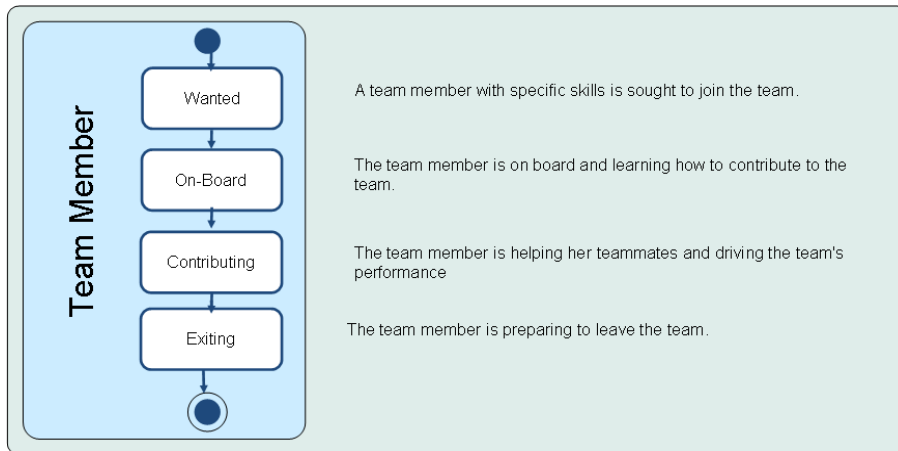 Team Member
Wanted
A team member with specific skills is sought to join the team.
On-Board
The team member is on board and learning how to contribute to the
team.
Contributing
The team member is helping her teammates and driving the team's
performance
Exiting
The team member is preparing to leave the team.